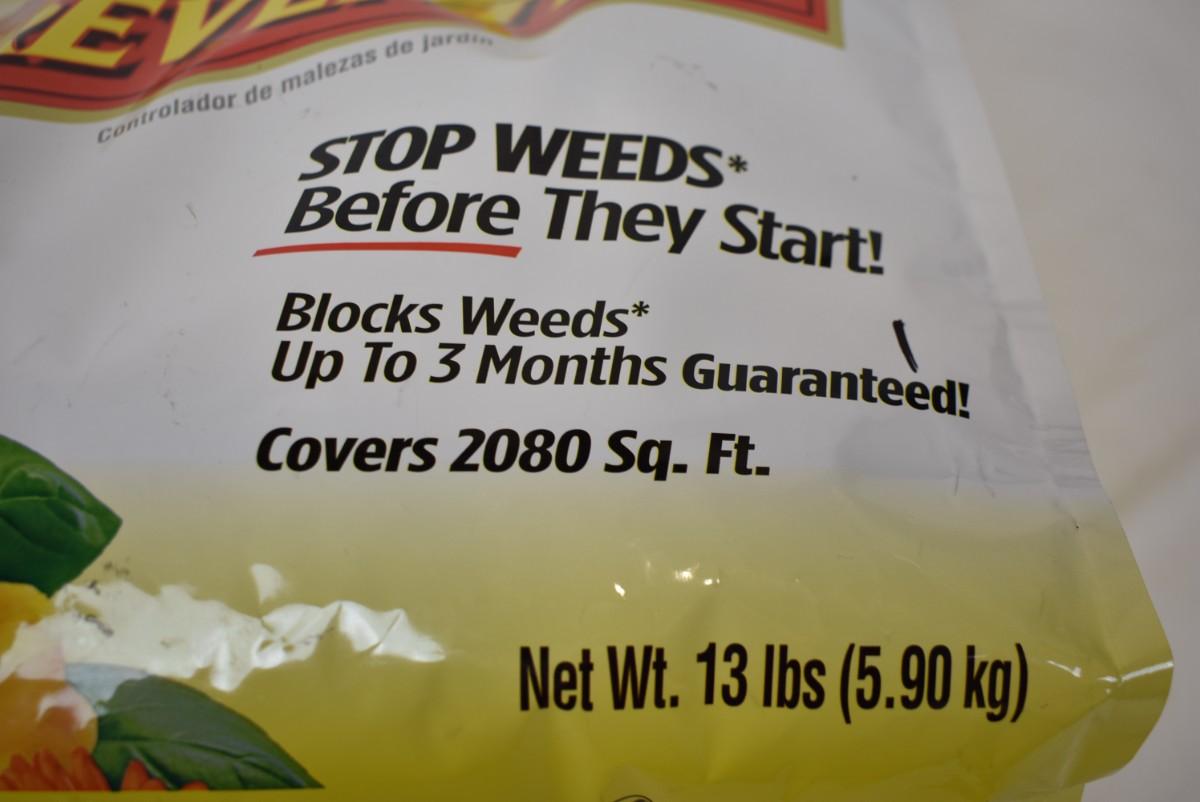 Controlador de malezas de jardín
STOP WEEDS*
Before They Start!
Blocks Weeds*
Up To 3 Months Guaranteed!
Covers 2080 Sq. Ft.
Net Wt. 13 lbs (5.90 kg)